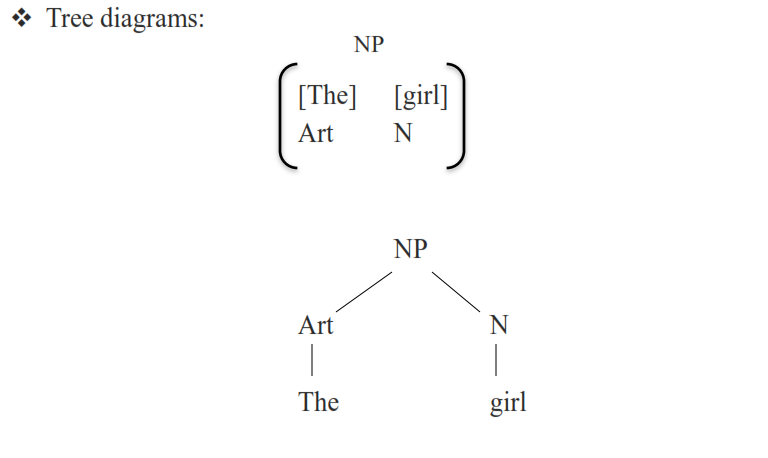 ❖ Tree diagrams:
NP
[The] [girl]
Art N
NP
Art N
The girl